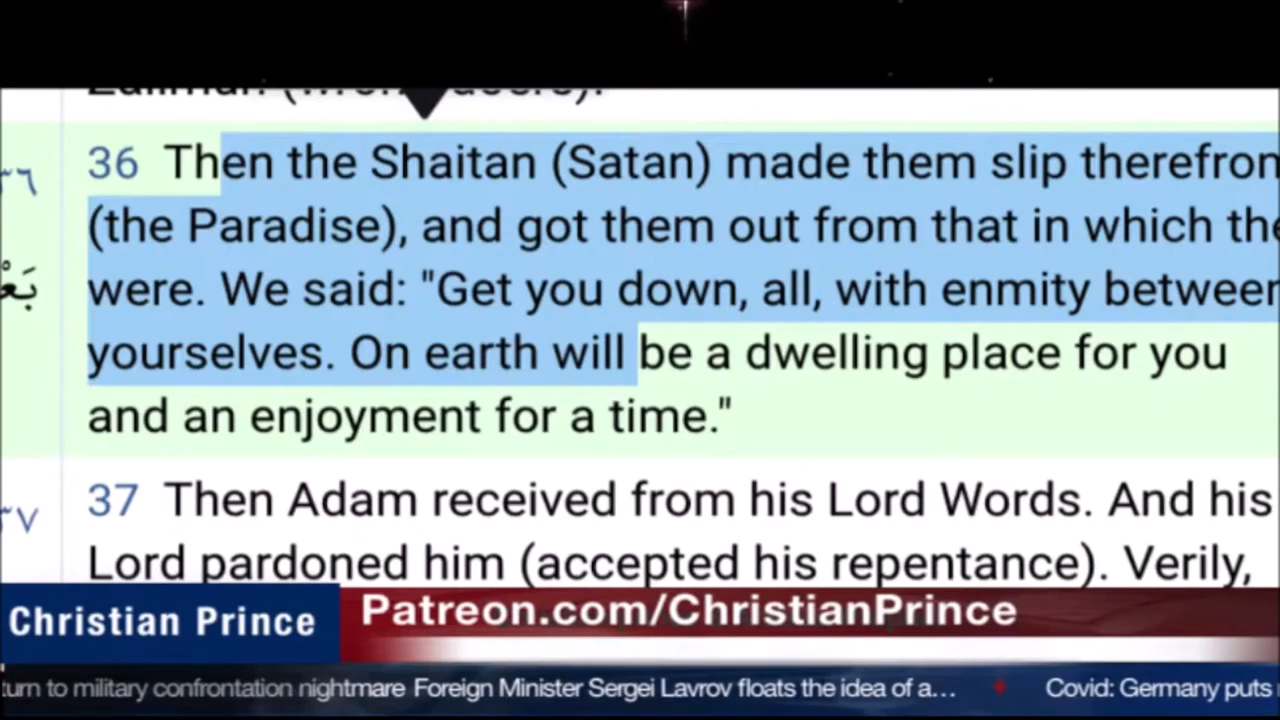 36 Then the Shaitan (Satan) made them slip therefron
(the Paradise), and got them out from that in which the
were. We said: "Get you down, all, with enmity between
yourselves. On earth will be a dwelling place for you
and an enjoyment for a time."
37 Then Adam received from his Lord Words. And his
Lord pardoned him (accepted his repentance). Verily,
Christian Prince
Patreon.com/ChristianPrince
urn to military confrontation nightmare Foreign Minister Sergei Lavrov floats the idea of a... Covid: Germany puts